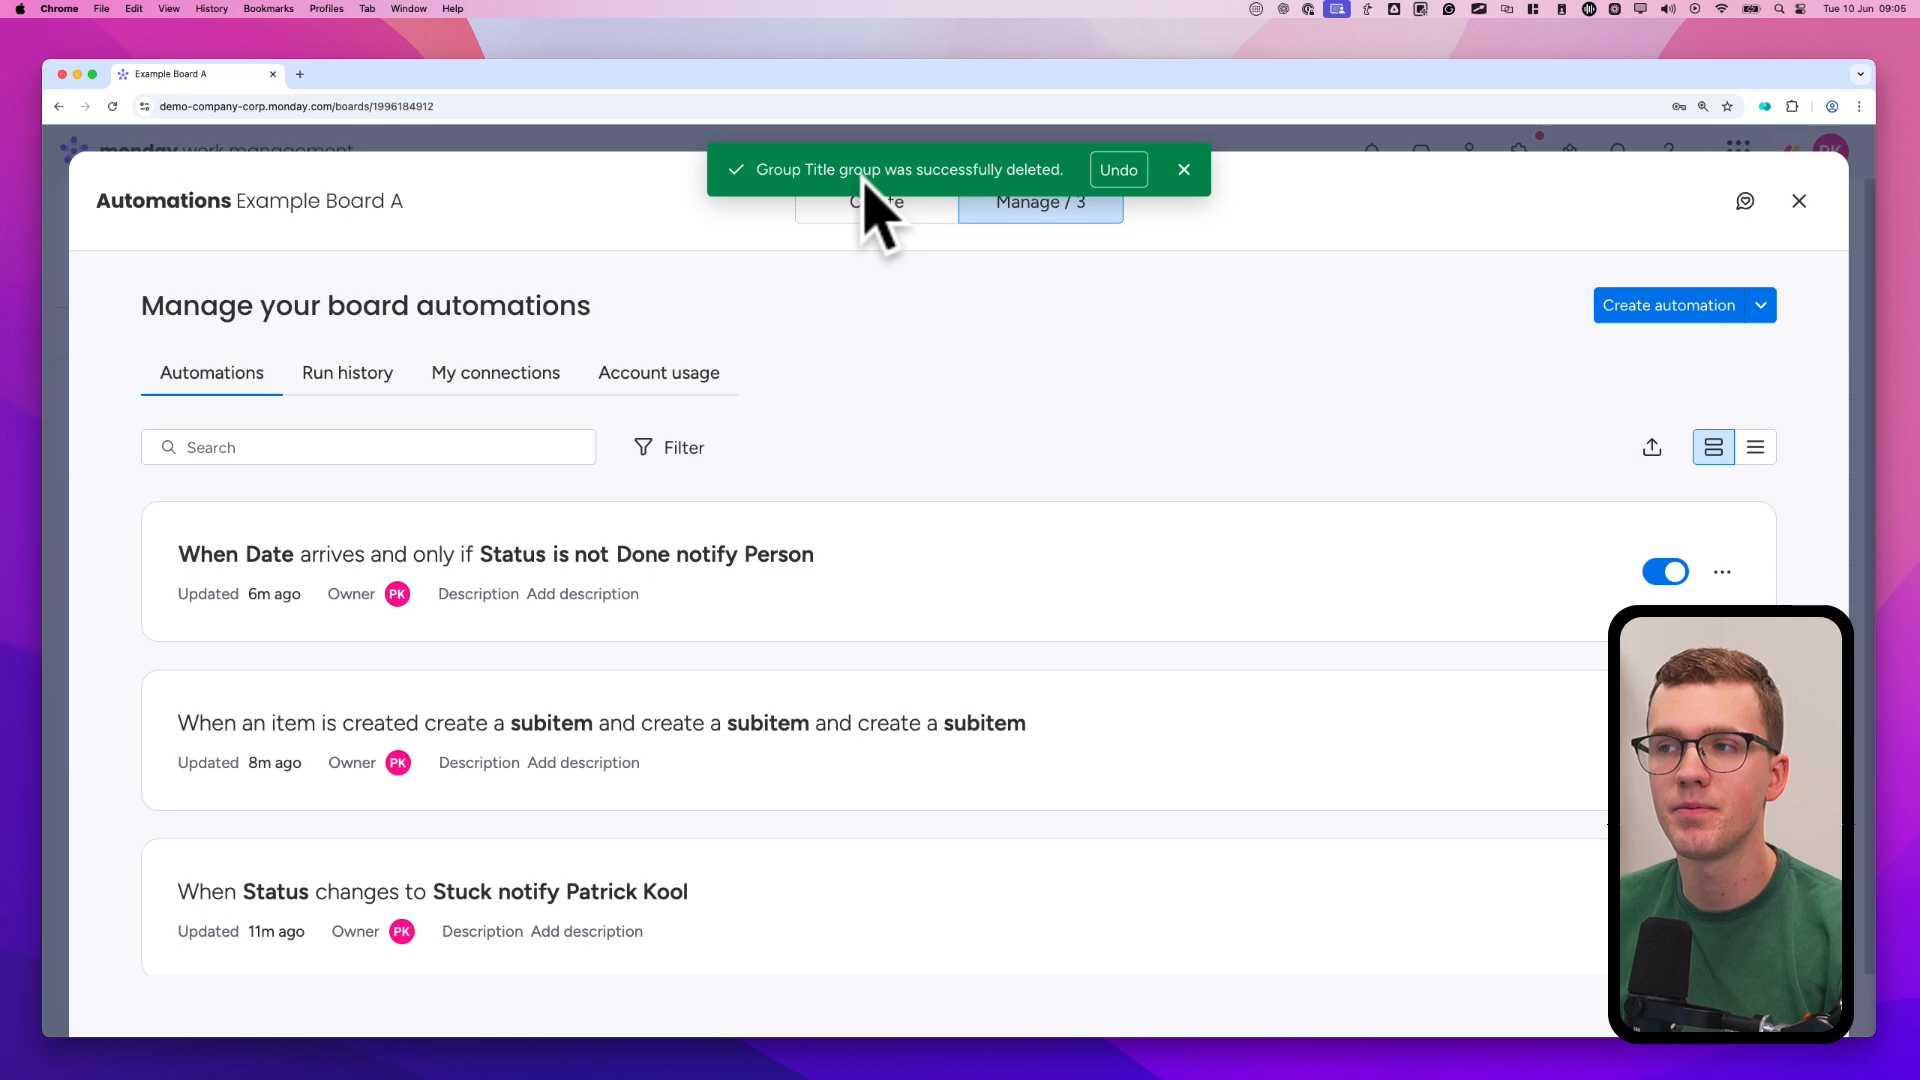 Chrome File Edit View History Bookmarks Profiles Tab Window Help
Tue 10 Jun 09:05
Example Board A
demo-company-corp.monday.com/boards/1996184912
monday work management
Group Title group was successfully deleted.
Undo
Automations Example Board A
Manage / 3
Manage your board automations
Create automation
Automations
Run history
My connections
Account usage
Search
Filter
When Date arrives and only if Status is not Done notify Person
Updated 6m ago Owner PK Description Add description
When an item is created create a subitem and create a subitem and create a subitem
Updated 8m ago Owner PK Description Add description
When Status changes to Stuck notify Patrick Kool
Updated 11m ago Owner PK Description Add description